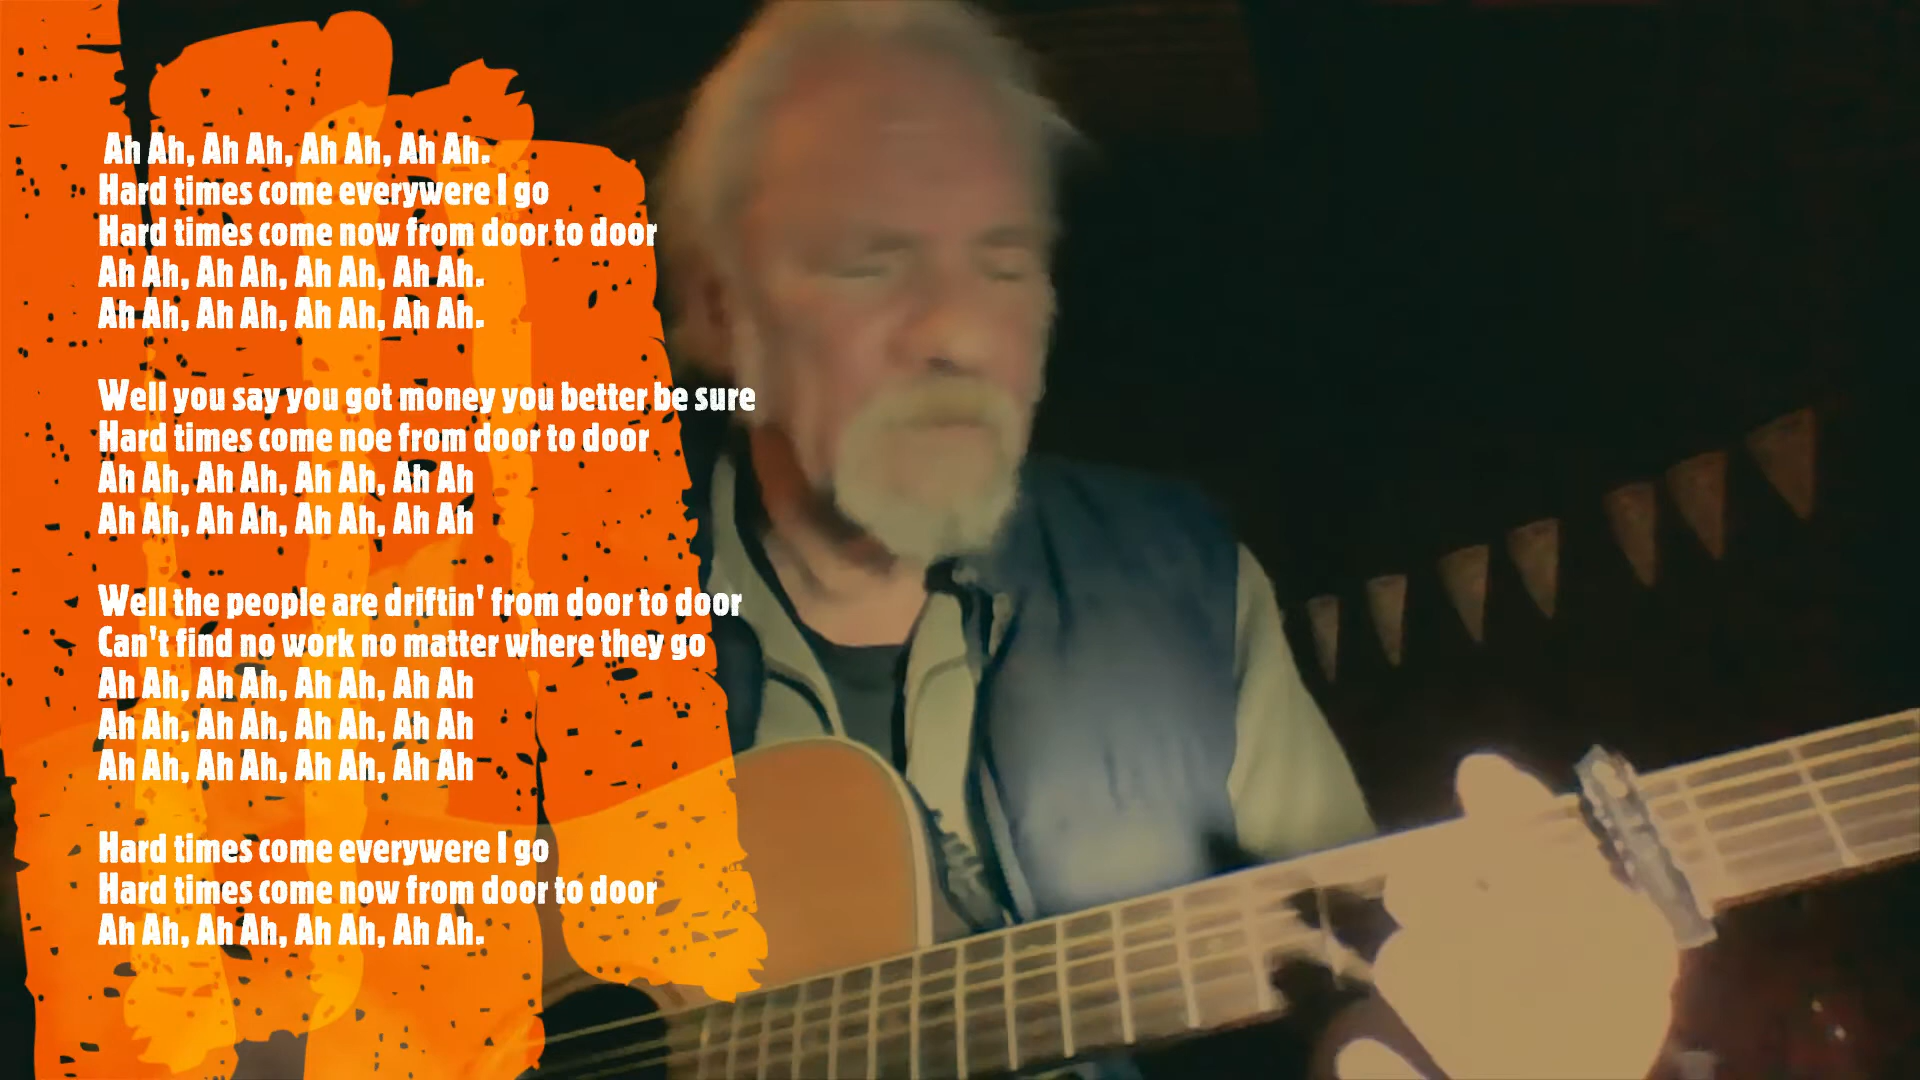 Ah Ah, Ah Ah, Ah Ah, Ah Ah.
Hard times come everywere I go
Hard times come now from door to door
Ah Ah, Ah Ah, Ah Ah, Ah Ah.
Ah Ah, Ah Ah, Ah Ah, Ah Ah.
Well you say you got money you better be sure
Hard times come noe from door to door
Ah Ah, Ah Ah, Ah Ah, Ah Ah
Ah Ah, Ah Ah, Ah Ah, Ah Ah
Well the people are driftin' from door to door
Can't find no work no matter where they go
Ah Ah, Ah Ah, Ah Ah, Ah Ah
Ah Ah, Ah Ah, Ah Ah, Ah Ah
Ah Ah, Ah Ah, Ah Ah, Ah Ah
Hard times come everywere I go
Hard times come now from door to door
Ah Ah, Ah Ah, Ah Ah, Ah Ah.